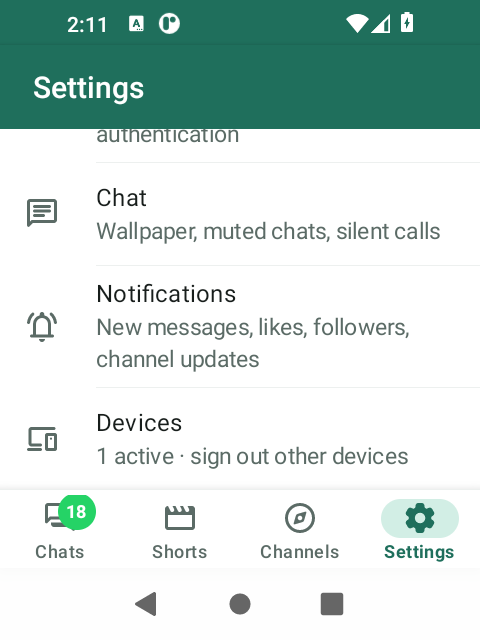 2:11
Settings
authentication
Chat
Wallpaper, muted chats, silent calls
Notifications
New messages, likes, followers,
channel updates
Devices
1 active · sign out other devices
18
Chats
Shorts
Channels
Settings